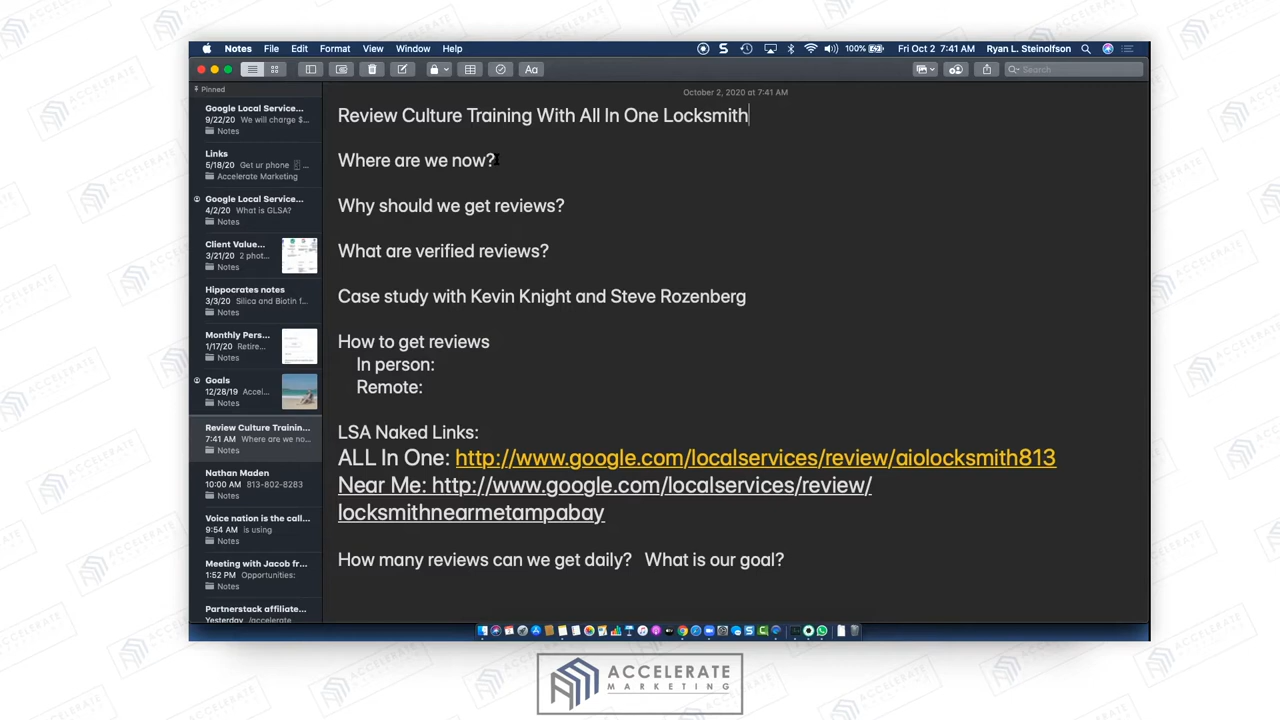 Notes File Edit Format View Window Help
100% Fri Oct 2 7:41 AM Ryan L. Steinolfson
Aa
Search
Pinned
Google Local Service...
9/22/20 We will charge $...
Notes
Links
5/18/20 Get ur phone ...
Accelerate Marketing
Google Local Service...
4/2/20 What is GLSA?
Notes
Client Value...
3/21/20 2 phot...
Notes
Hippocrates notes
3/3/20 Silica and Biotin f...
Notes
Monthly Pers...
1/17/20 Retire...
Notes
Goals
12/28/19 Accel...
Notes
Review Culture Trainin...
7:41 AM Where are we no...
Notes
Nathan Maden
10:00 AM 813-802-8283
Notes
Voice nation is the call...
9:54 AM is using
Notes
Meeting with Jacob fr...
1:52 PM Opportunities:
Notes
Partnerstack affiliate...
Yesterday /accelerate
October 2, 2020 at 7:41 AM
Review Culture Training With All In One Locksmith
Where are we now?
Why should we get reviews?
What are verified reviews?
Case study with Kevin Knight and Steve Rozenberg
How to get reviews
In person:
Remote:
LSA Naked Links:
ALL In One: http://www.google.com/localservices/review/aiolocksmith813
Near Me: http://www.google.com/localservices/review/
locksmithnearmetampabay
How many reviews can we get daily? What is our goal?
ACCELERATE
MARKETING